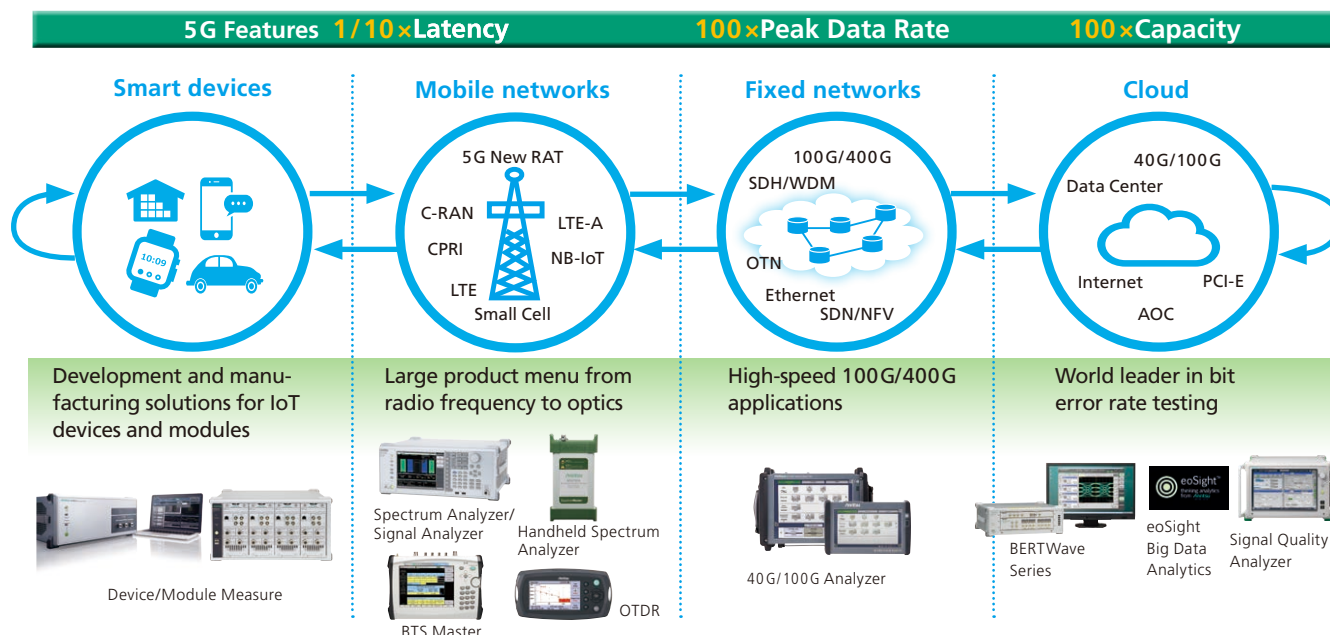 5G Features 1/10×Latency 100×Peak Data Rate 100×Capacity
Smart devices
10:09
Mobile networks
5G New RAT
C-RAN
LTE-A
CPRI
NB-IoT
LTE
Small Cell
Fixed networks
100G/400G
SDH/WDM
OTN
Ethernet
SDN/NFV
Cloud
40G/100G
Data Center
Internet
PCI-E
AOC
Development and manu-
facturing solutions for IoT
devices and modules
Device/Module Measure
Large product menu from
radio frequency to optics
Spectrum Analyzer/
Signal Analyzer
Handheld Spectrum
Analyzer
BTS Master
OTDR
High-speed 100G/400G
applications
40G/100G Analyzer
World leader in bit
error rate testing
BERTWave
Series
eoSight
eoSight
Big Data
Analytics
Signal Quality
Analyzer